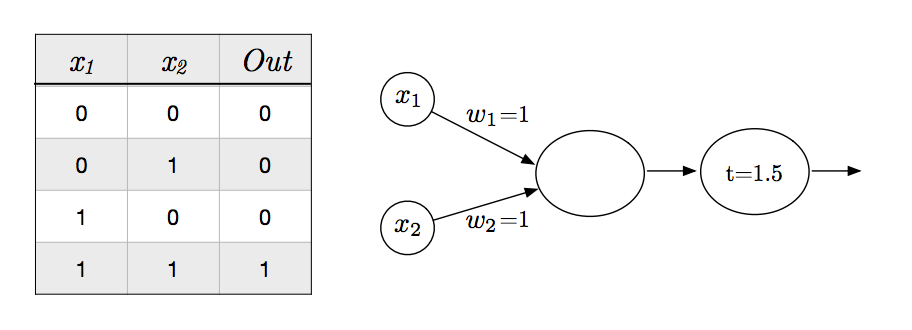 x1 x2 Out
0 0 0
0 1 0
1 0 0
1 1 1
x1
w1=1
x2
w2=1
t=1.5